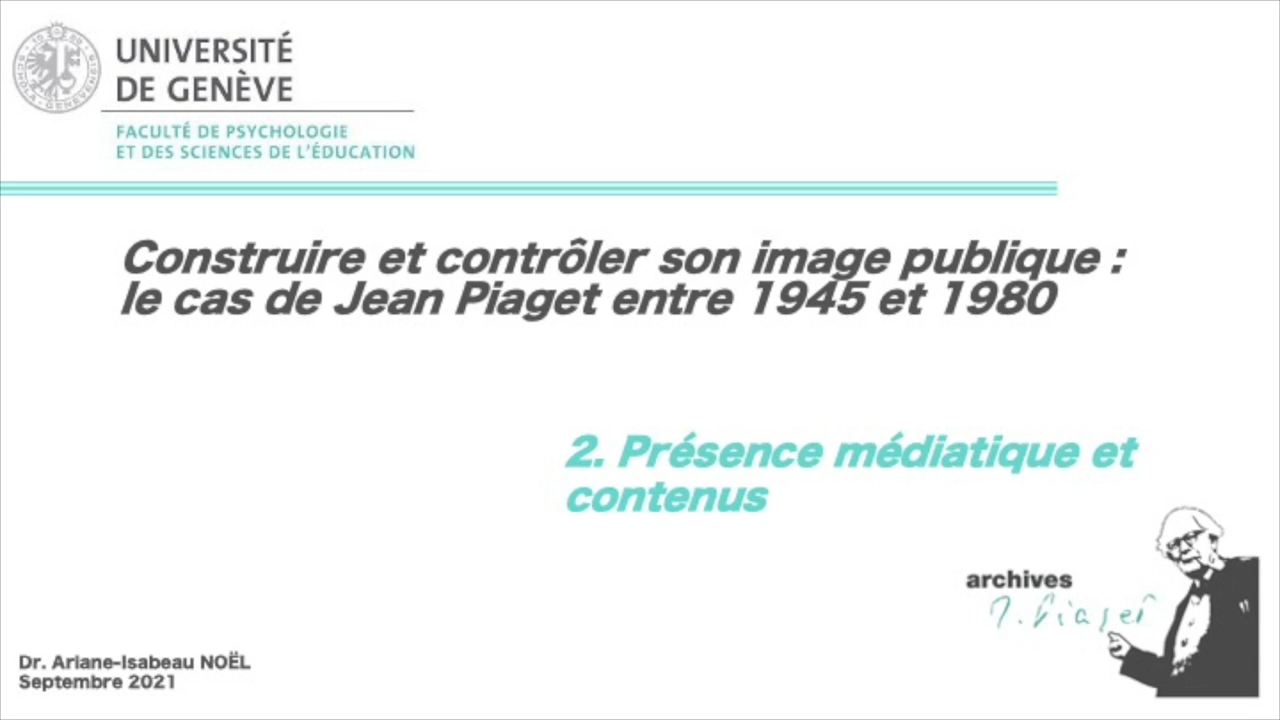 UNIVERSITÉ
DE GENÈVE
FACULTÉ DE PSYCHOLOGIE
ET DES SCIENCES DE L'ÉDUCATION
Construire et contrôler son image publique :
le cas de Jean Piaget entre 1945 et 1980
2. Présence médiatique et
contenus
archives
J. Piaget
Dr. Ariane-Isabeau NOËL
Septembre 2021